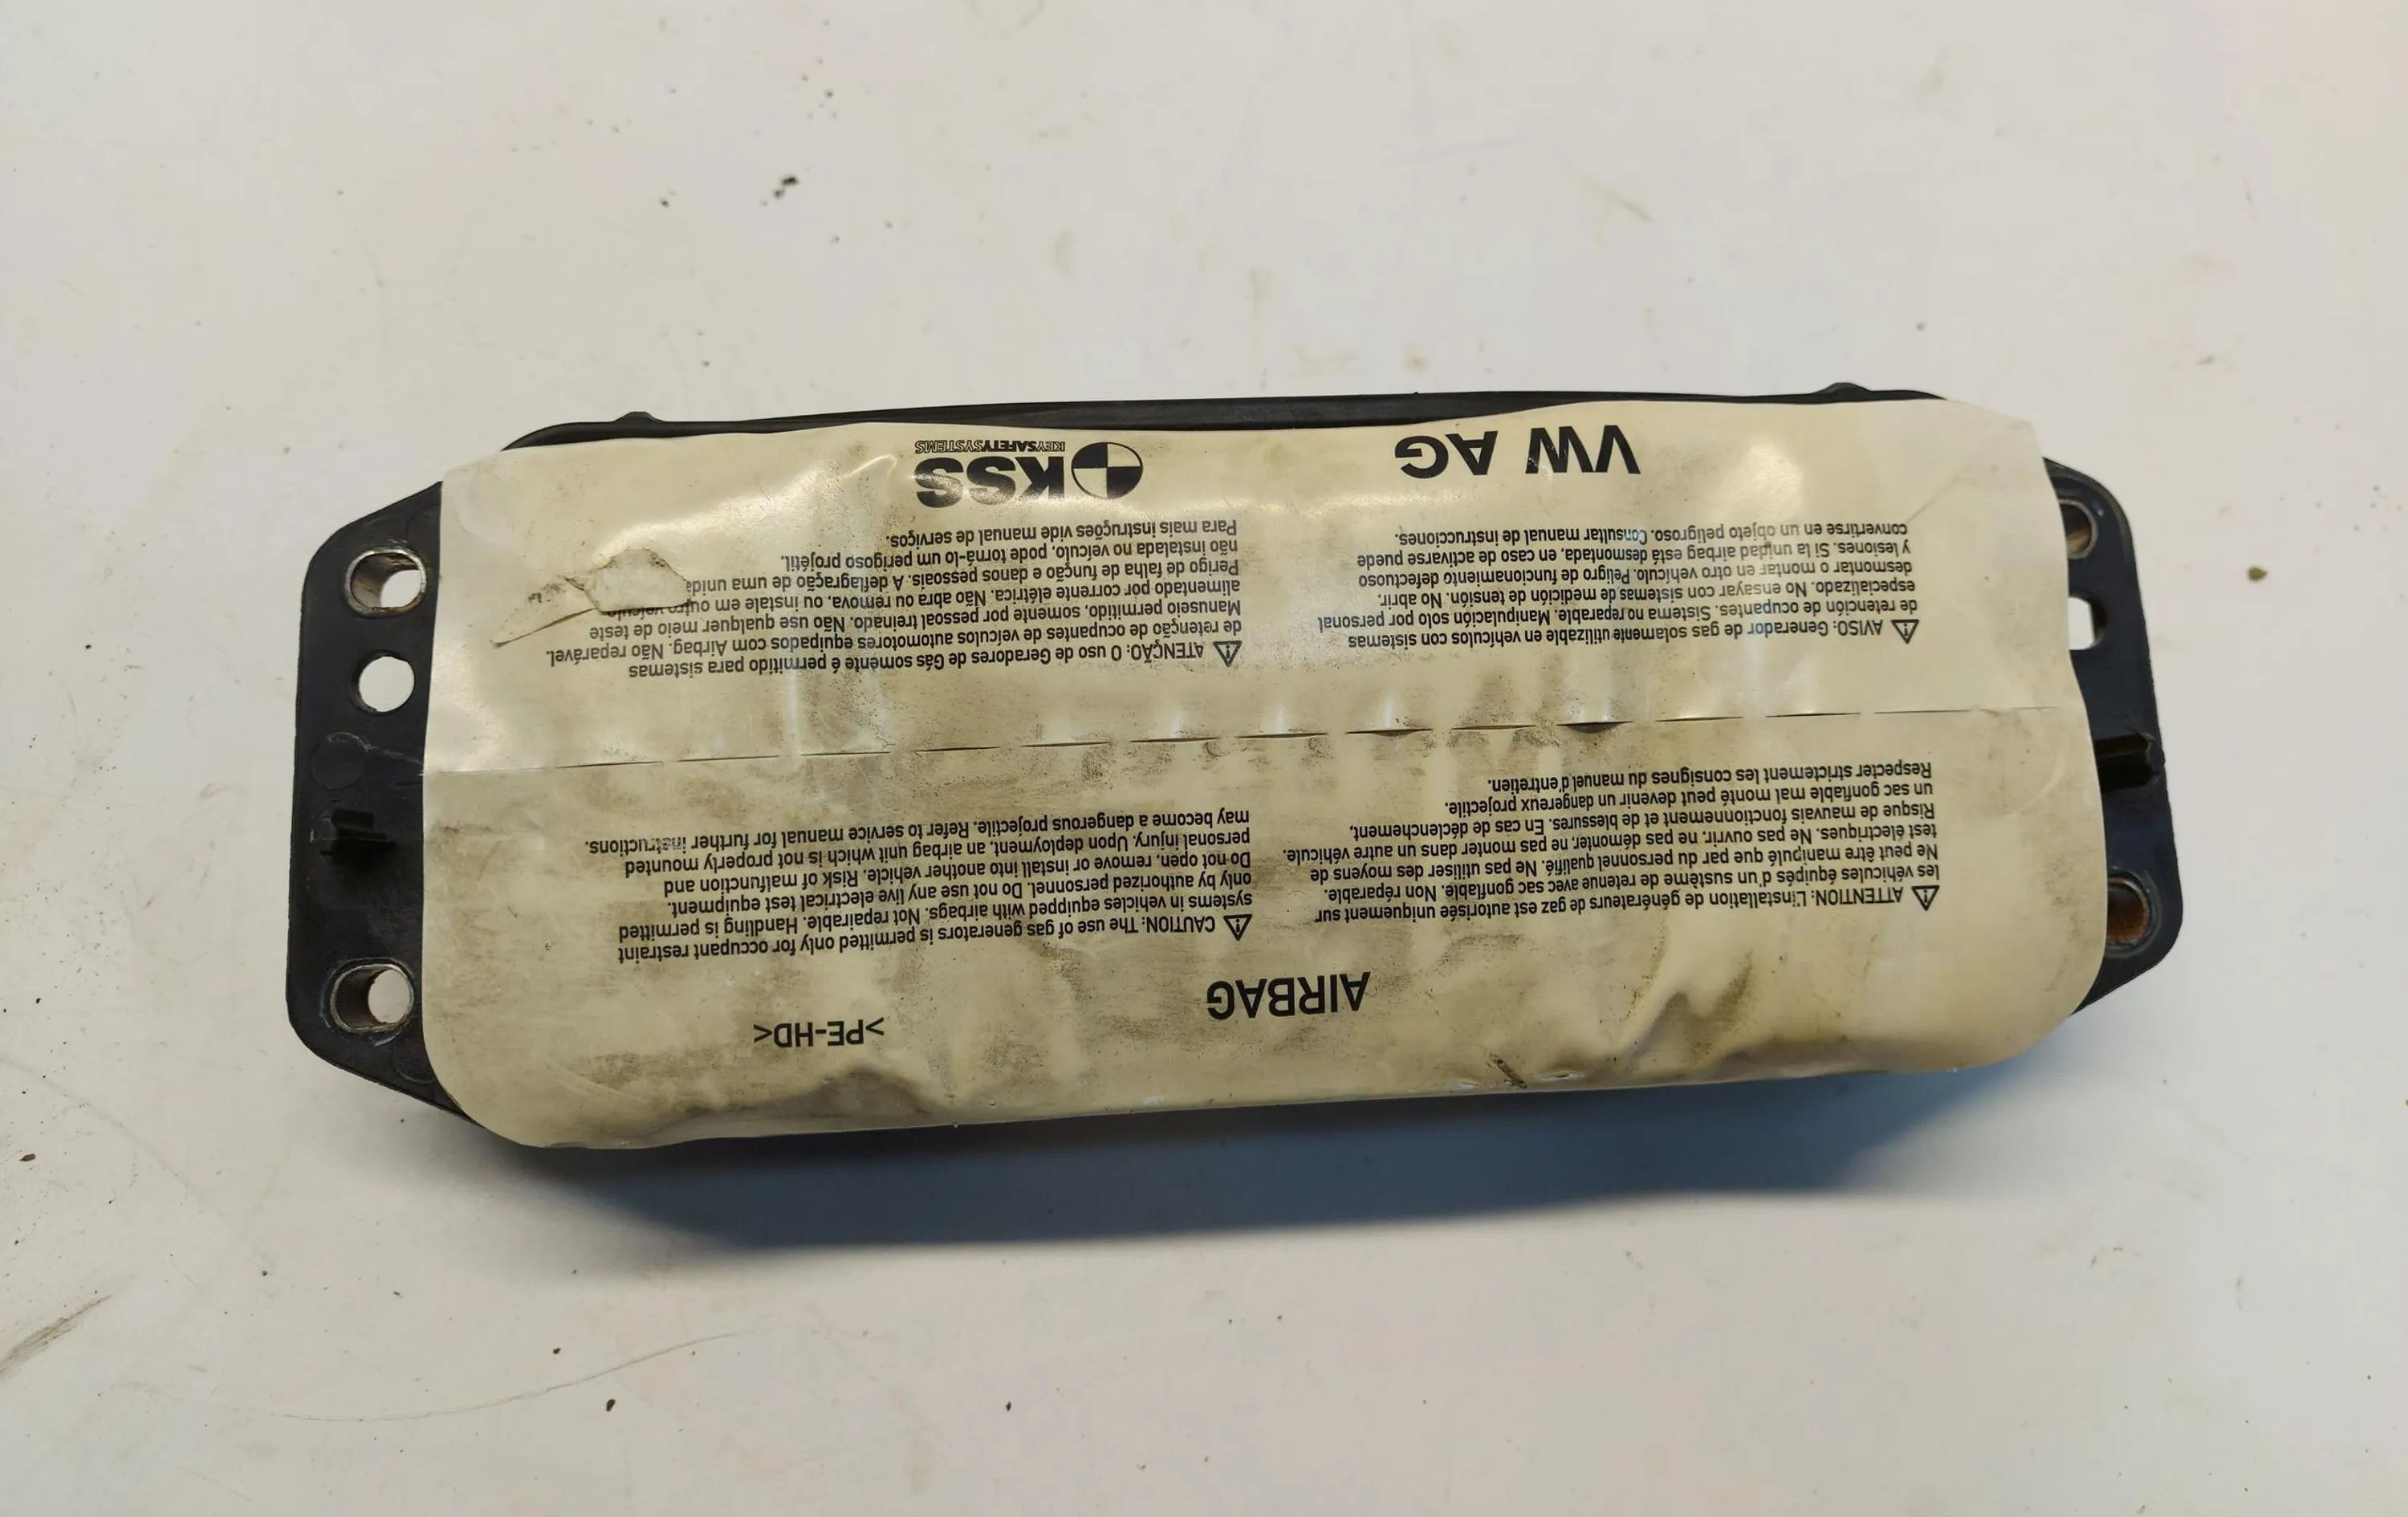 AIRBAG
>PE-HD<
ATTENTION: L'installation de générateurs de gaz est autorisée uniquement sur
les véhicules équipés d'un sustème de retenue avec sac gonflable. Non réparable.
Ne peut être manipulé que par du personnel qualifié. Ne pas utiliser des moyens de
test électriques. Ne pas ouvrir, ne pas démonter, ne pas monter dans un autre véhicule.
Risque de mauvais fonctionnement et de blessures. En cas de déclenchement,
un sac gonflable mal monté peut devenir un dangereux projectile.
Respecter strictement les consignes du manuel d'entretien.
CAUTION: The use of gas generators is permitted only for occupant restraint
systems in vehicles equipped with airbags. Not repairable. Handling is permitted
only by authorized personnel. Do not use any live electrical test equipment.
Do not open, remove or install into another vehicle. Risk of malfunction and
personal injury. Upon deployment, an airbag unit which is not properly mounted
may become a dangerous projectile. Refer to service manual for further instructions.
AVISO: Generador de gas solamente utilizable en vehículos con sistemas
de retención de ocupantes. Sistema no reparable. Manipulación solo por personal
especializado. No ensayar con sistemas de medición de tensión. No abrir,
desmontar o montar en otro vehículo. Peligro de funcionamiento defectuoso
y lesiones. Si la unidad airbag está desmontada, en caso de activarse puede
convertirse en un objeto peligroso. Consultar manual de instrucciones.
ATENÇÃO: O uso de Geradores de Gás somente é permitido para sistemas
de retenção de ocupantes de veículos automotores equipados com Airbag. Não reparável.
Manuseio permitido, somente por pessoal treinado. Não use qualquer meio de teste
alimentado por corrente elétrica. Não abra ou remova, ou instale em outro veículo
Perigo de falha de função e danos pessoáis. A deflagração de uma
não instalada no veículo, pode torná-lo um perigoso projétil.
Para mais instruções vide manual de serviços.
VW AG
KSS
KEYSAFETYSYSTEMS